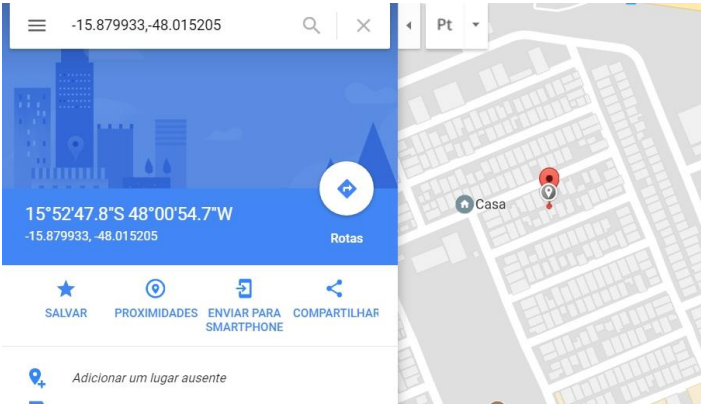 -15.879933,-48.015205
Pt
15°52'47.8"S 48°00'54.7"W
-15.879933, -48.015205
Rotas
Casa
SALVAR
PROXIMIDADES
ENVIAR PARA
SMARTPHONE
COMPARTILHAR
Adicionar um lugar ausente